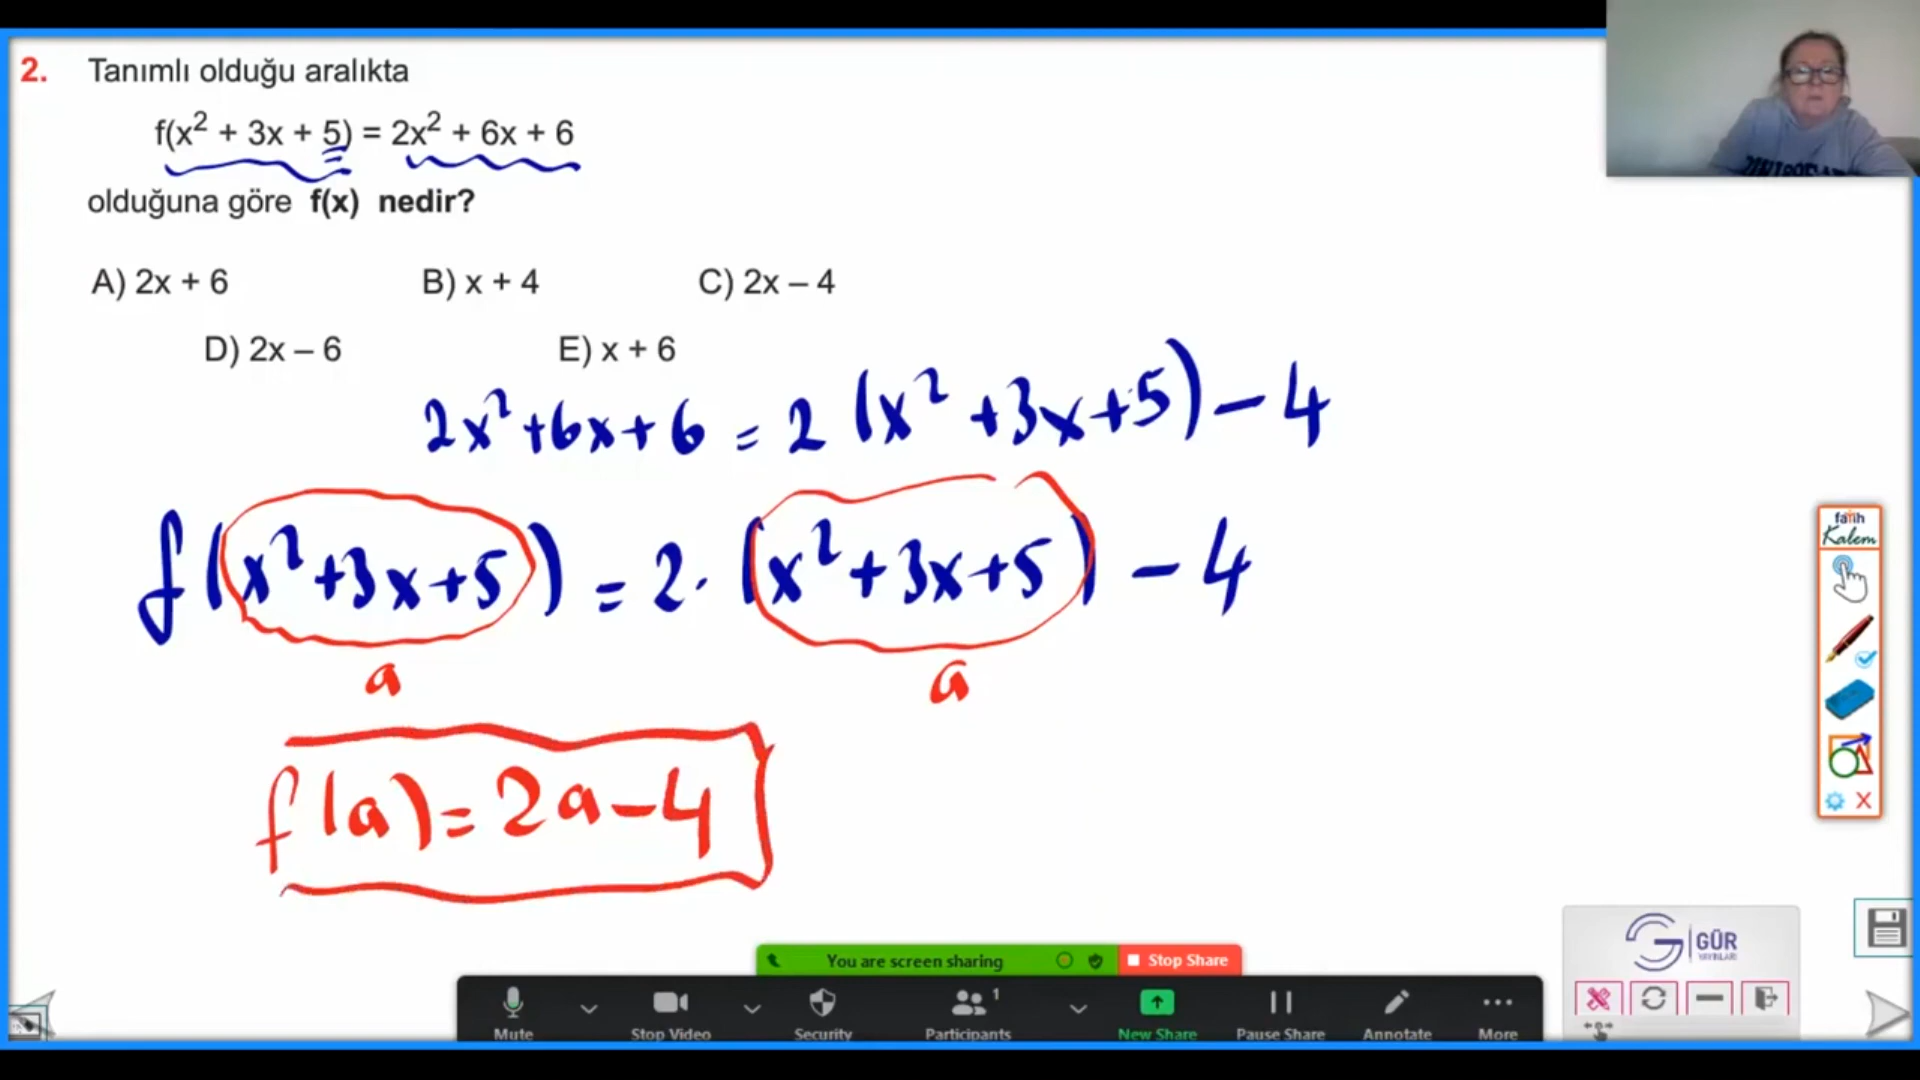 2. Tanımlı olduğu aralıkta
f(x² + 3x + 5) = 2x² + 6x + 6
olduğuna göre f(x) nedir?
A) 2x + 6 B) x + 4 C) 2x – 4
D) 2x – 6 E) x + 6
2x²+6x+6 = 2 (x²+3x+5) – 4
f(x²+3x+5) = 2. (x²+3x+5) – 4
a a
f(a)=2a–4
fatih
Kalem
GÜR
YAYINLARI
You are screen sharing Stop Share
1
Mute Stop Video Security Participants New Share Pause Share Annotate More